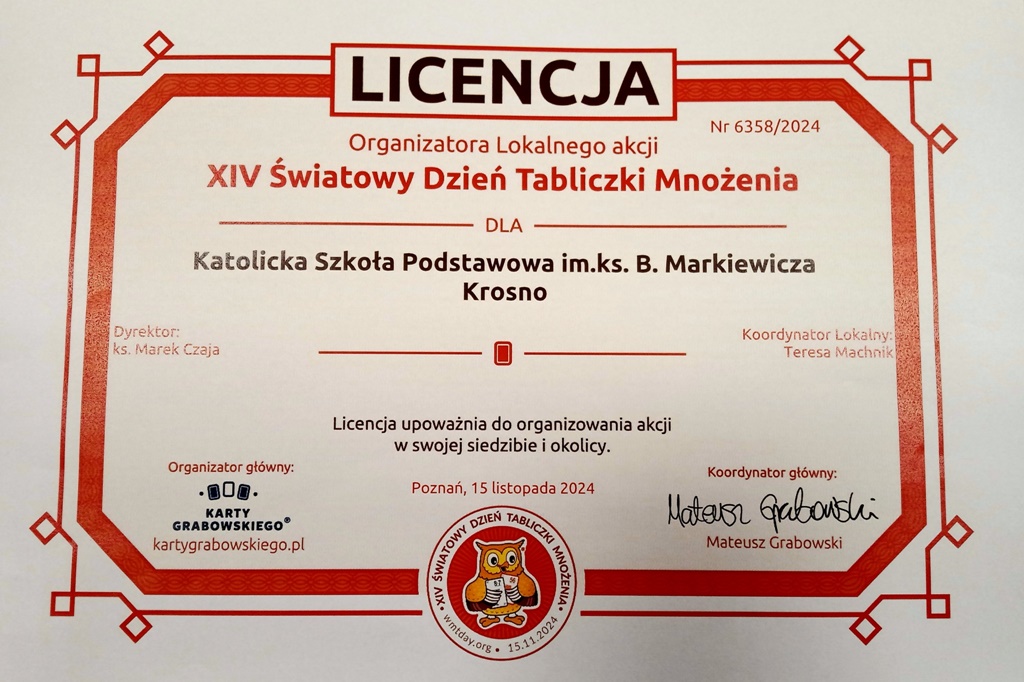 LICENCJA
Nr 6358/2024
Organizatora Lokalnego akcji
XIV Światowy Dzień Tabliczki Mnożenia
DLA
Katolicka Szkoła Podstawowa im.ks. B. Markiewicza
Krosno
Dyrektor:
ks. Marek Czaja
Koordynator Lokalny:
Teresa Machnik
Licencja upoważnia do organizowania akcji
w swojej siedzibie i okolicy.
Poznań, 15 listopada 2024
Organizator główny:
KARTY
GRABOWSKIEGO®
kartygrabowskiego.pl
Koordynator główny:
Mateusz Grabowski
Mateusz Grabowski
• XIV ŚWIATOWY DZIEŃ TABLICZKI MNOŻENIA •
wmtday.org • 15.11.2024